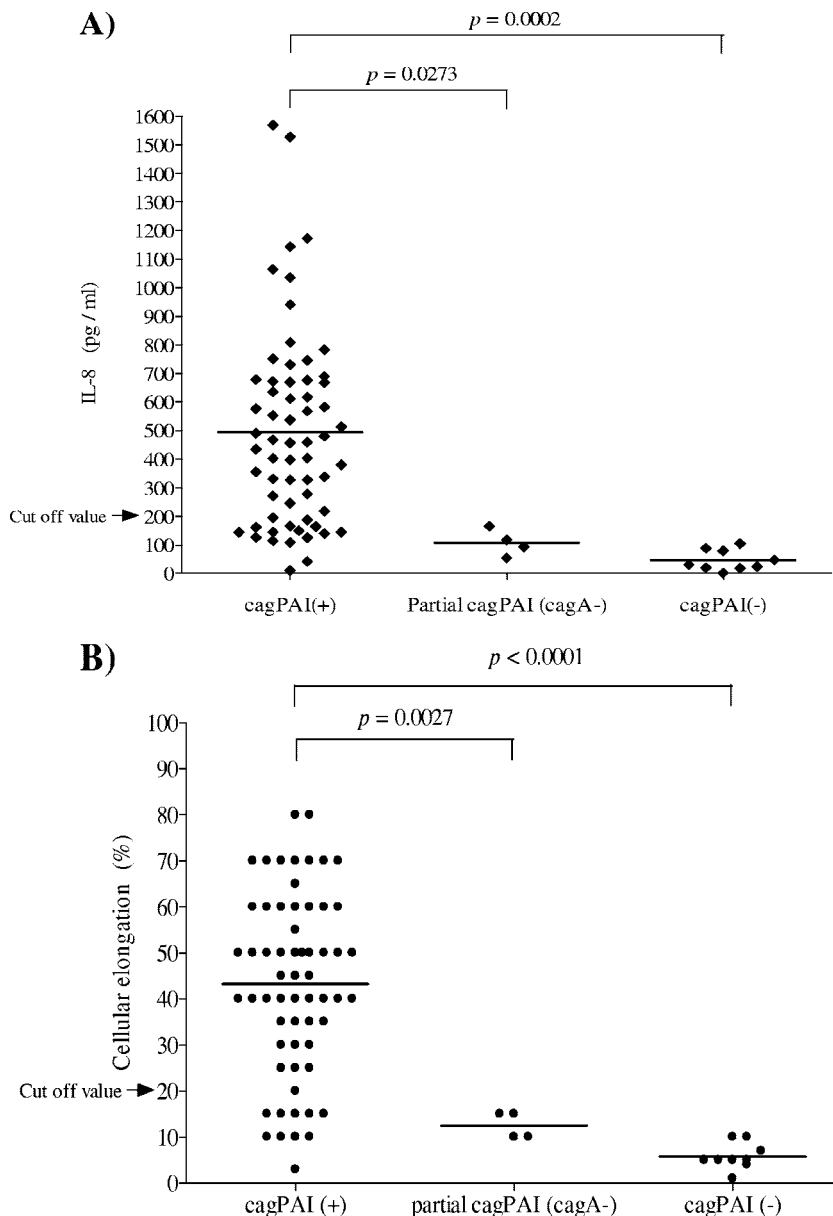 A)
p = 0.0002
p = 0.0273
1600
1500
1400
1300
1200
1100
1000
900
800
700
600
500
400
300
200
100
0
IL-8 (pg / ml)
Cut off value
cagPAI(+) Partial cagPAI (cagA-) cagPAI(-)
B)
p < 0.0001
p = 0.0027
100
90
80
70
60
50
40
30
20
10
0
Cellular elongation (%)
Cut off value
cagPAI (+) partial cagPAI (cagA-) cagPAI (-)